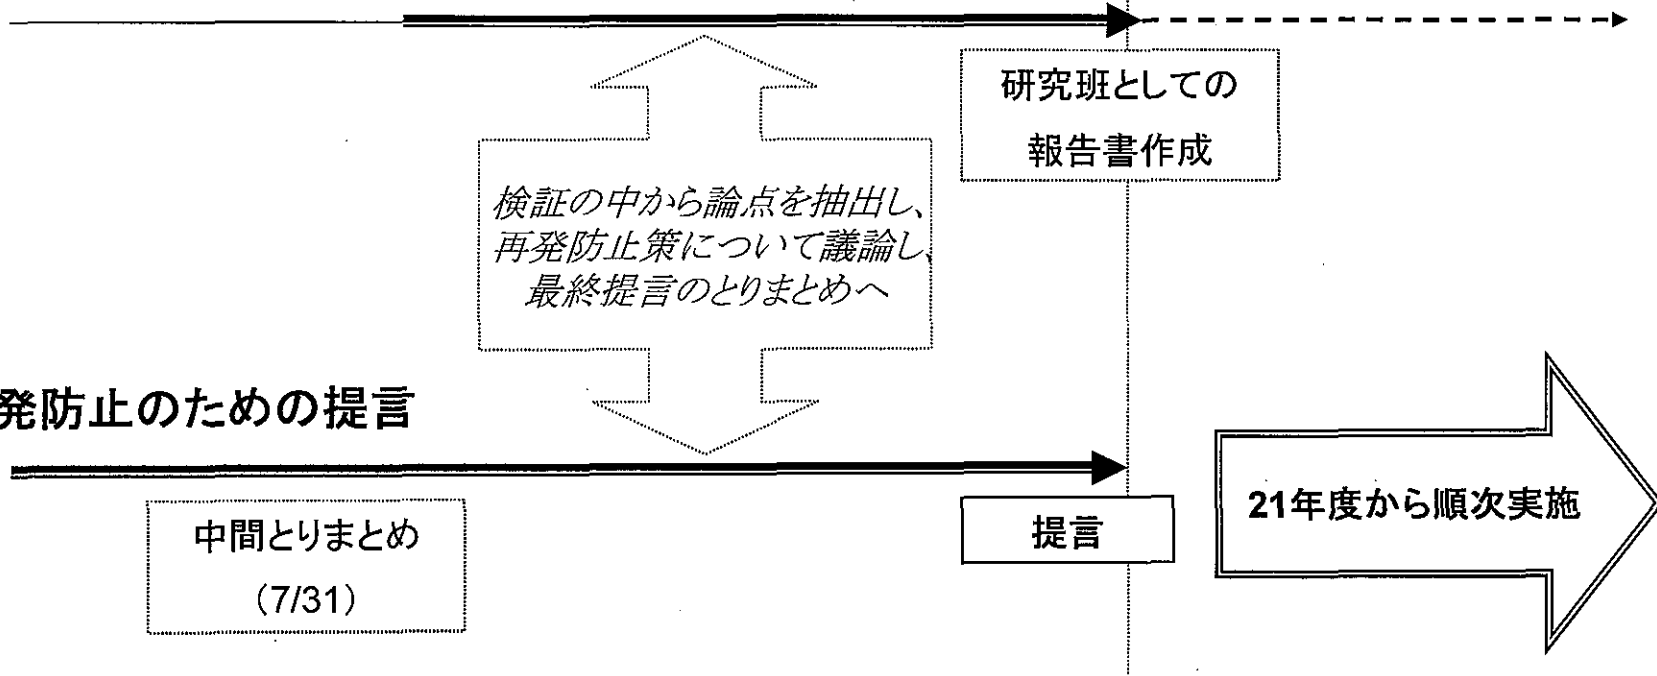 研究班としての
報告書作成
検証の中から論点を抽出し、
再発防止策について議論し、
最終提言のとりまとめへ
発防止のための提言
中間とりまとめ
（7/31）
提言
21年度から順次実施